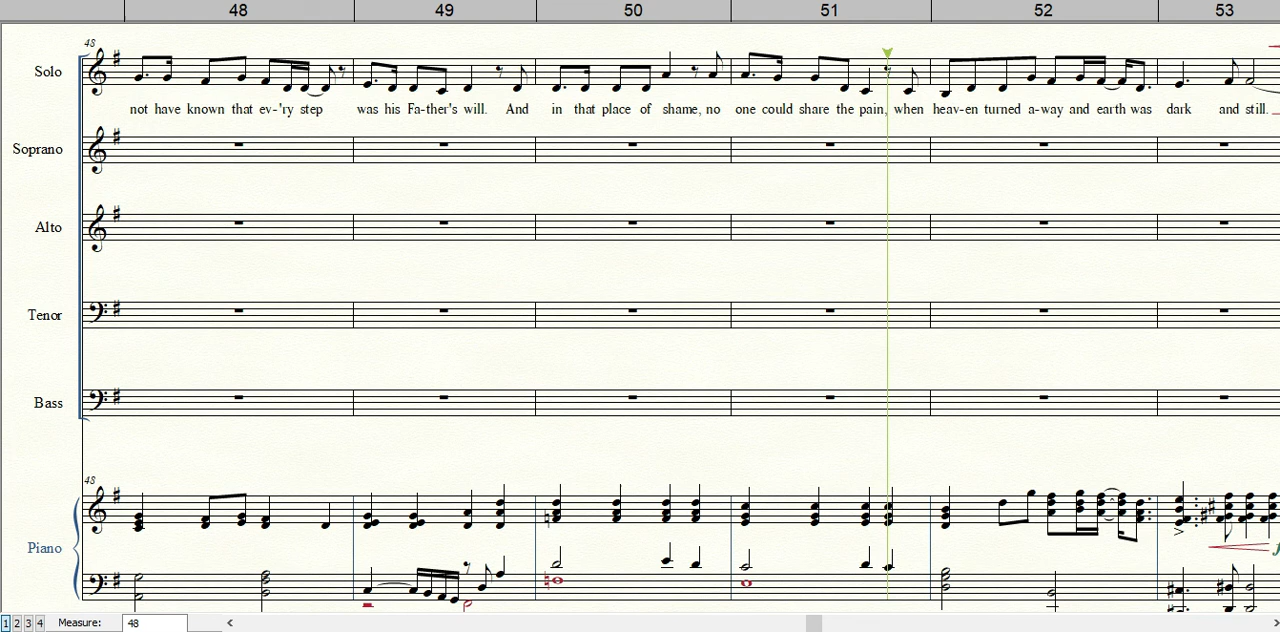 48 49 50 51 52 53
48
Solo
not have known that ev-'ry step was his Fa-ther's will. And in that place of shame, no one could share the pain, when heav-en turned a-way and earth was dark and still.
Soprano
Alto
Tenor
Bass
48
Piano
1 2 3 4 Measure: 48